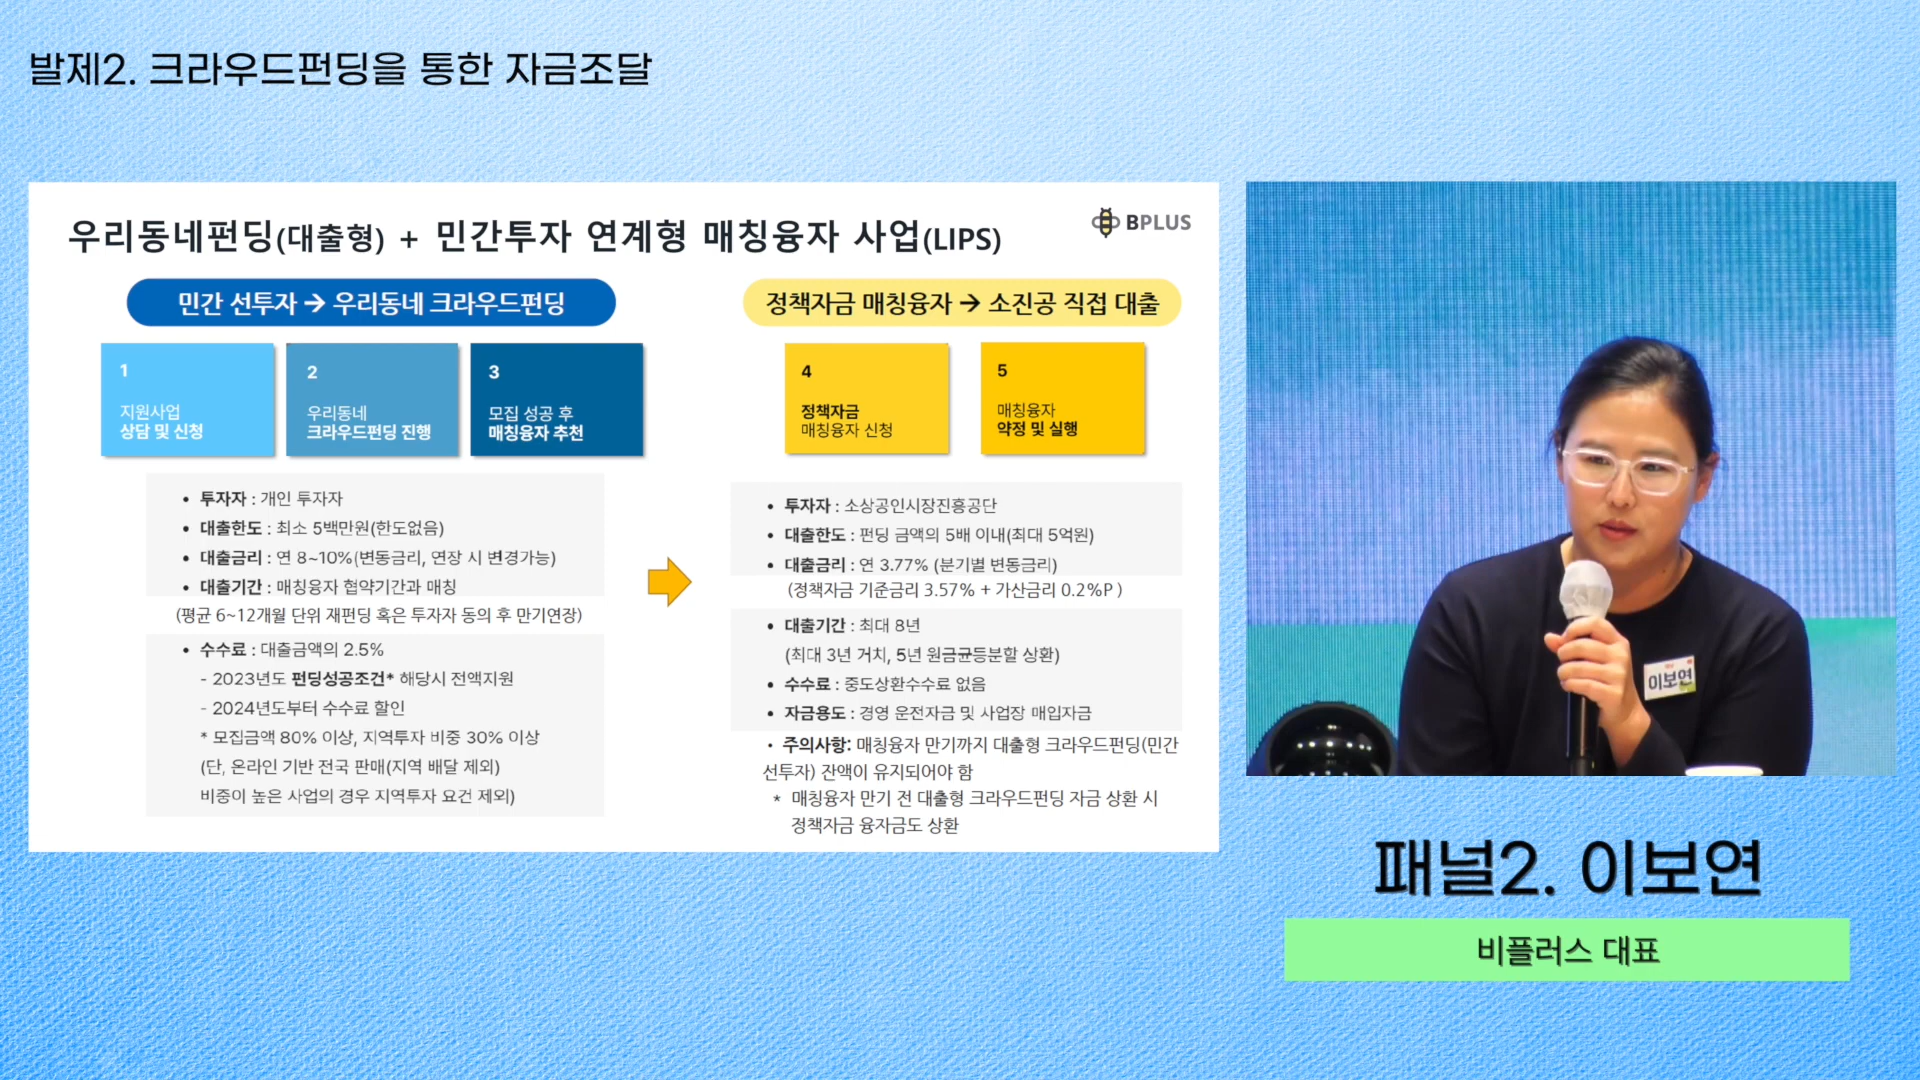 발제2. 크라우드펀딩을 통한 자금조달
우리동네펀딩(대출형) + 민간투자 연계형 매칭융자 사업(LIPS)
BPLUS
민간 선투자 → 우리동네 크라우드펀딩
1
지원사업
상담 및 신청
2
우리동네
크라우드펀딩 진행
3
모집 성공 후
매칭융자 추천
• 투자자 : 개인 투자자
• 대출한도 : 최소 5백만원(한도없음)
• 대출금리 : 연 8~10%(변동금리, 연장 시 변경가능)
• 대출기간 : 매칭융자 협약기간과 매칭
(평균 6~12개월 단위 재펀딩 혹은 투자자 동의 후 만기연장)
• 수수료 : 대출금액의 2.5%
- 2023년도 펀딩성공조건* 해당시 전액지원
- 2024년도부터 수수료 할인
* 모집금액 80% 이상, 지역투자 비중 30% 이상
(단, 온라인 기반 전국 판매(지역 배달 제외)
비중이 높은 사업의 경우 지역투자 요건 제외)
정책자금 매칭융자 → 소진공 직접 대출
4
정책자금
매칭융자 신청
5
매칭융자
약정 및 실행
• 투자자 : 소상공인시장진흥공단
• 대출한도 : 펀딩 금액의 5배 이내(최대 5억원)
• 대출금리 : 연 3.77% (분기별 변동금리)
(정책자금 기준금리 3.57% + 가산금리 0.2%P )
• 대출기간 : 최대 8년
(최대 3년 거치, 5년 원금균등분할 상환)
• 수수료 : 중도상환수수료 없음
• 자금용도 : 경영 운전자금 및 사업장 매입자금
• 주의사항: 매칭융자 만기까지 대출형 크라우드펀딩(민간
선투자) 잔액이 유지되어야 함
* 매칭융자 만기 전 대출형 크라우드펀딩 자금 상환 시
정책자금 융자금도 상환
이보연
패널2. 이보연
비플러스 대표